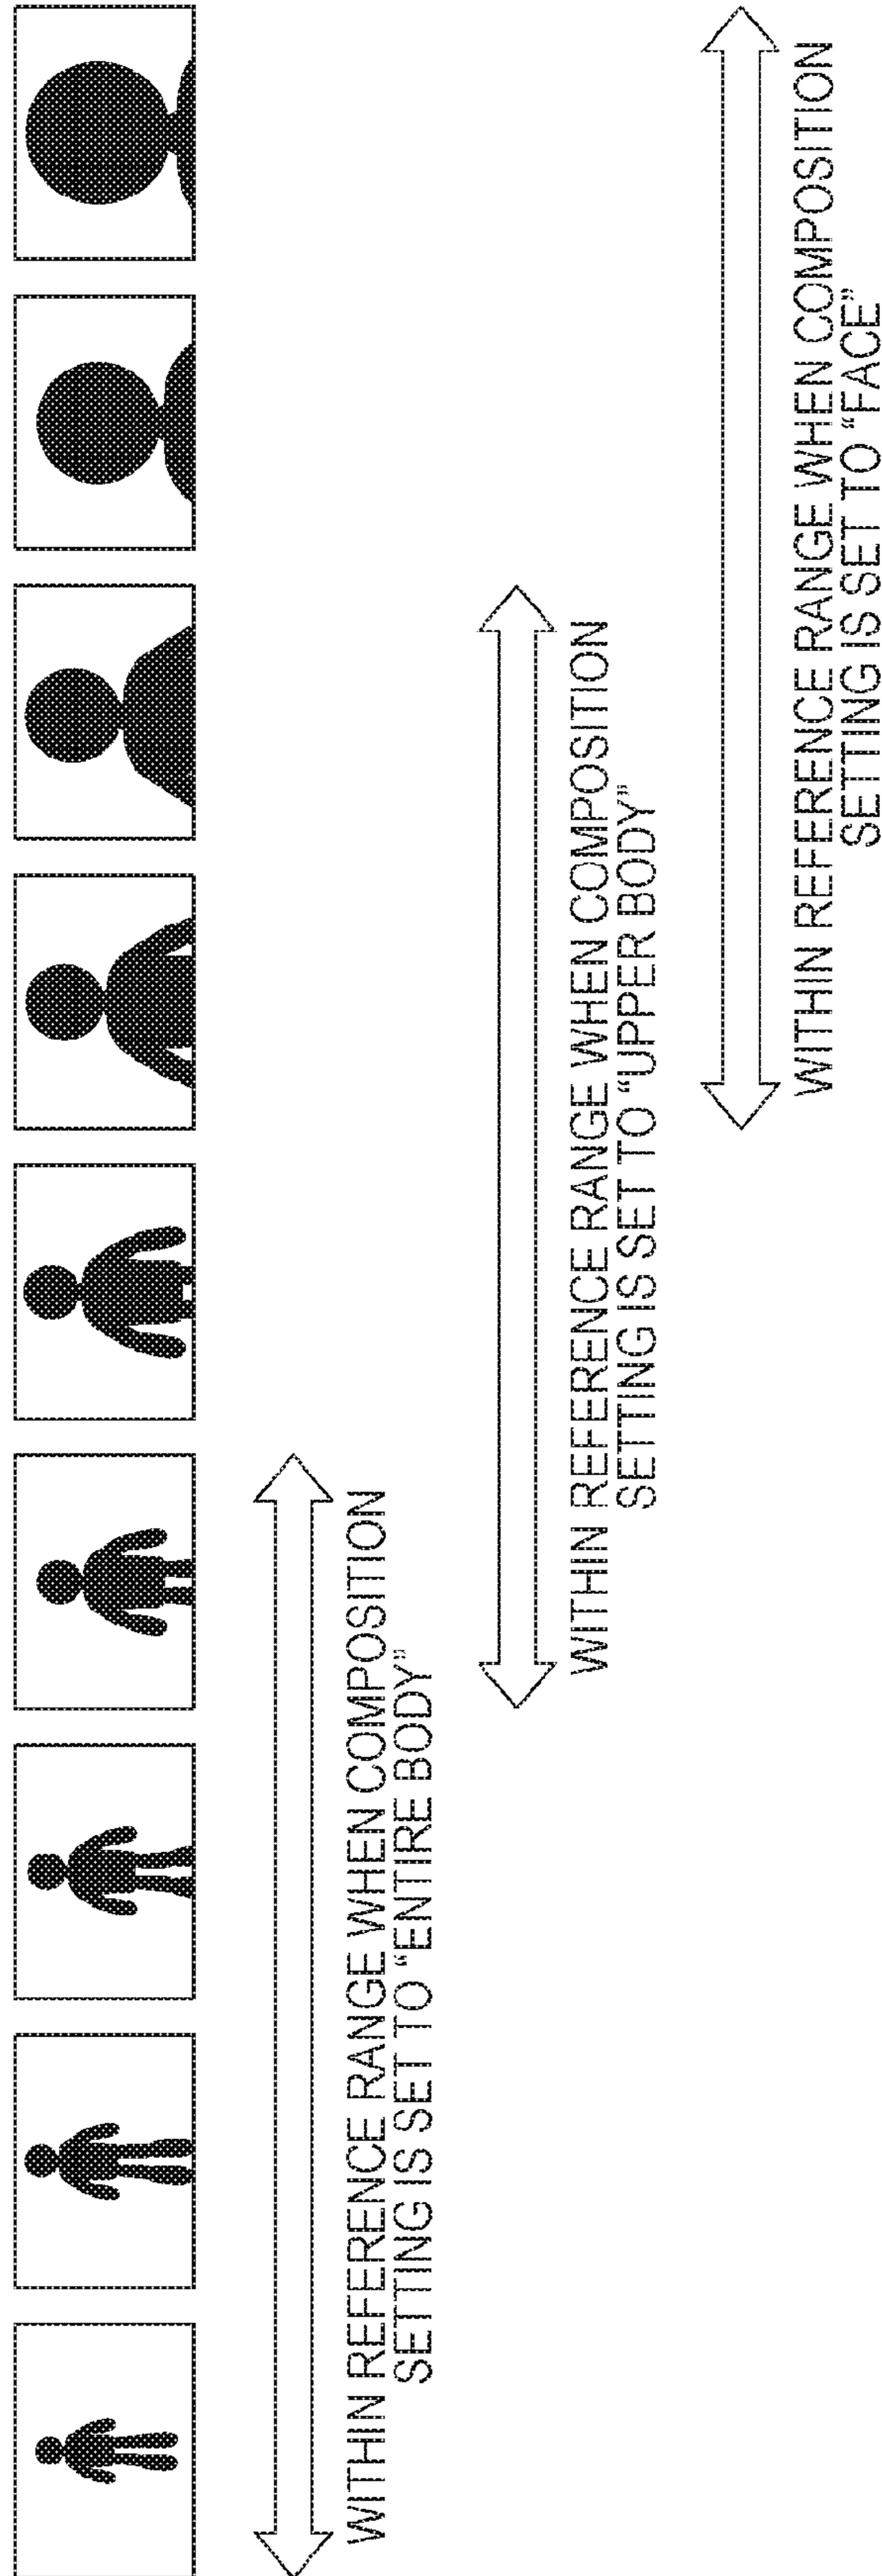 WITHIN REFERENCE RANGE WHEN COMPOSITION
SETTING IS SET TO “ENTIRE BODY”
WITHIN REFERENCE RANGE WHEN COMPOSITION
SETTING IS SET TO “UPPER BODY”
WITHIN REFERENCE RANGE WHEN COMPOSITION
SETTING IS SET TO “FACE”